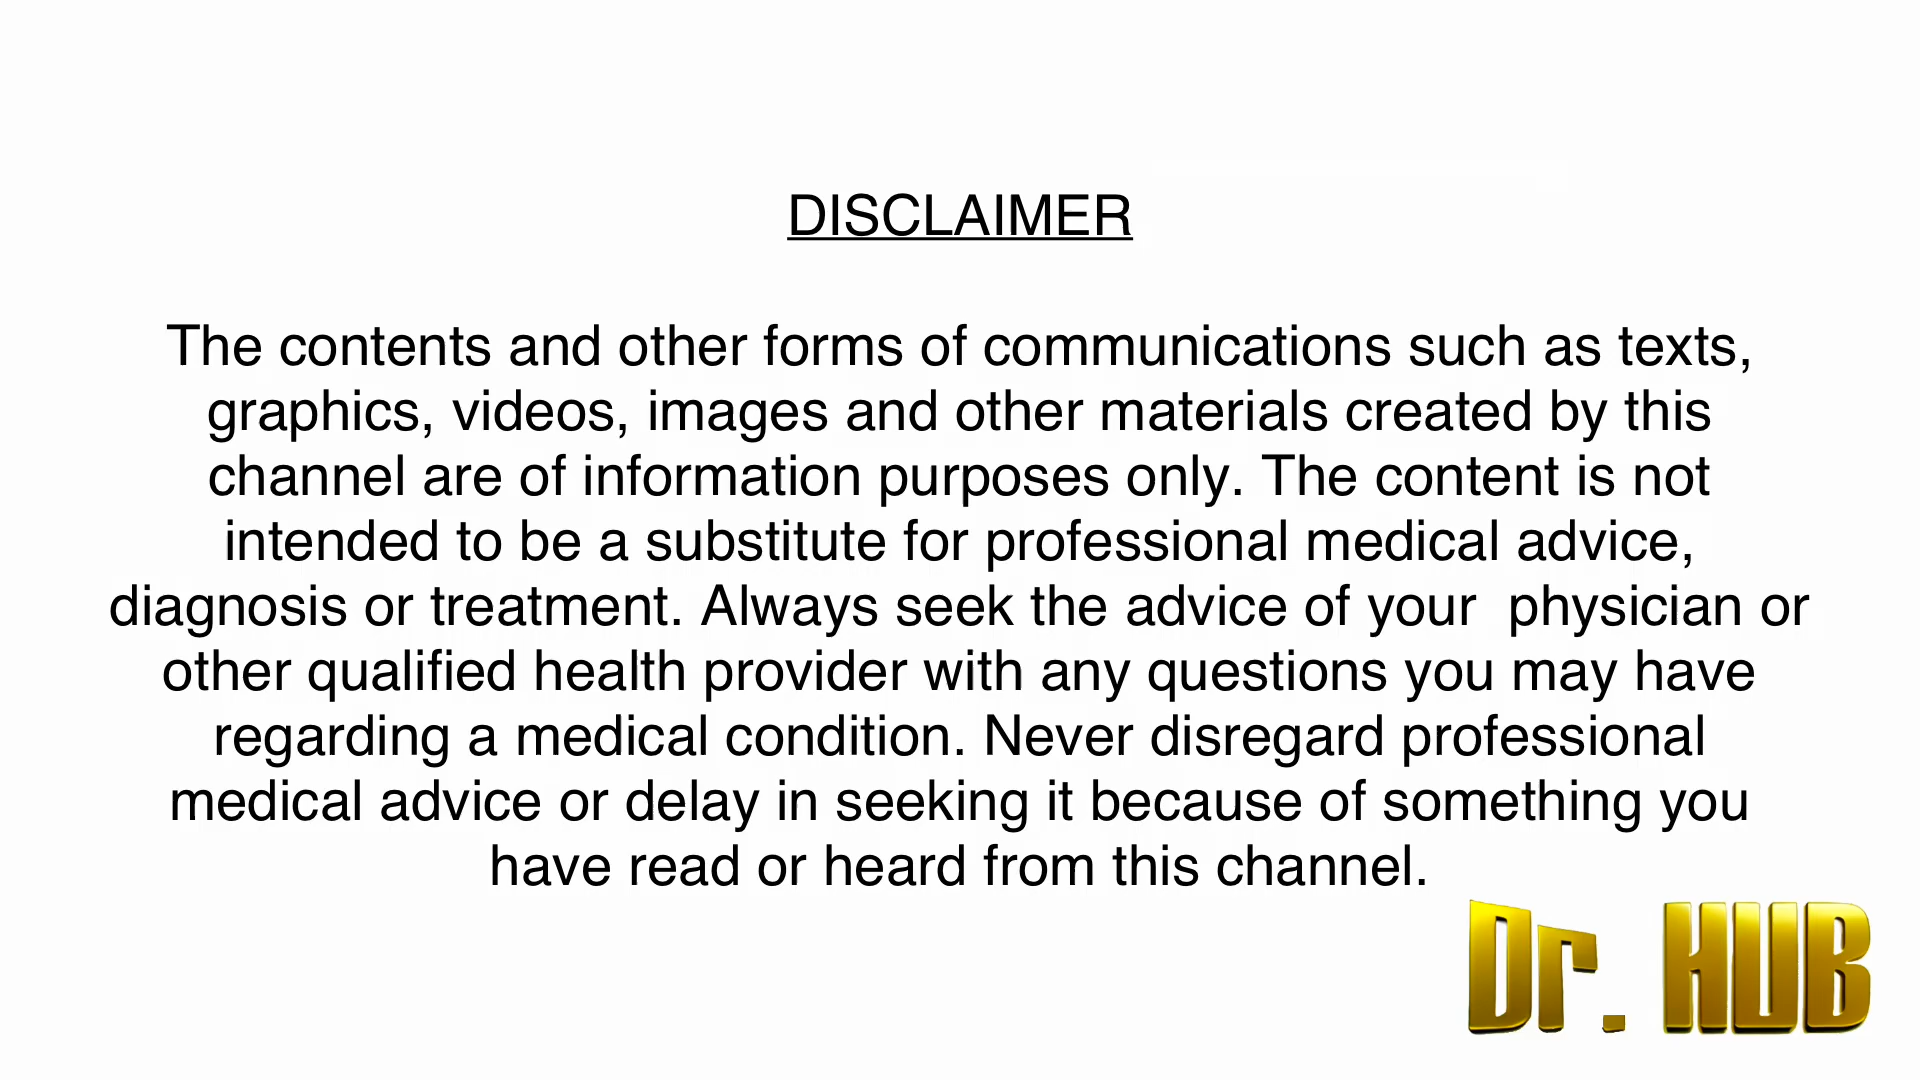 DISCLAIMER
The contents and other forms of communications such as texts,
graphics, videos, images and other materials created by this
channel are of information purposes only. The content is not
intended to be a substitute for professional medical advice,
diagnosis or treatment. Always seek the advice of your  physician or
other qualified health provider with any questions you may have
regarding a medical condition. Never disregard professional
medical advice or delay in seeking it because of something you
have read or heard from this channel.
Dr. HUB